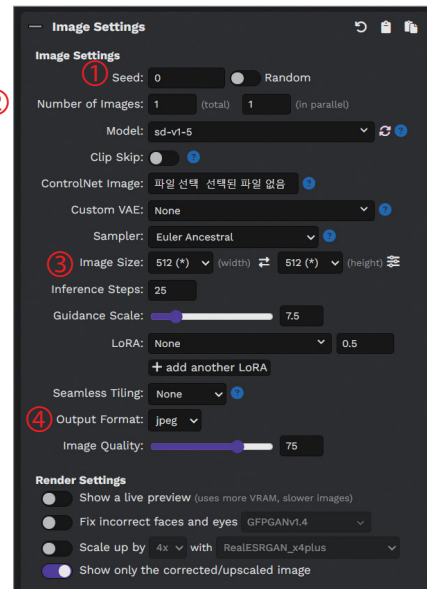 Image Settings
Image Settings
① Seed: 0 Random
② Number of Images: 1 (total) 1 (in parallel)
Model: sd-v1-5
Clip Skip: ?
ControlNet Image: 파일 선택 선택된 파일 없음 ?
Custom VAE: None ?
Sampler: Euler Ancestral ?
③ Image Size: 512 (*) (width) 512 (*) (height)
Inference Steps: 25
Guidance Scale: 7.5
LoRA: None 0.5
+ add another LoRA
Seamless Tiling: None ?
④ Output Format: jpeg
Image Quality: 75
Render Settings
Show a live preview (uses more VRAM, slower images)
Fix incorrect faces and eyes GFPGANv1.4
Scale up by 4x with RealESRGAN_x4plus
Show only the corrected/upscaled image